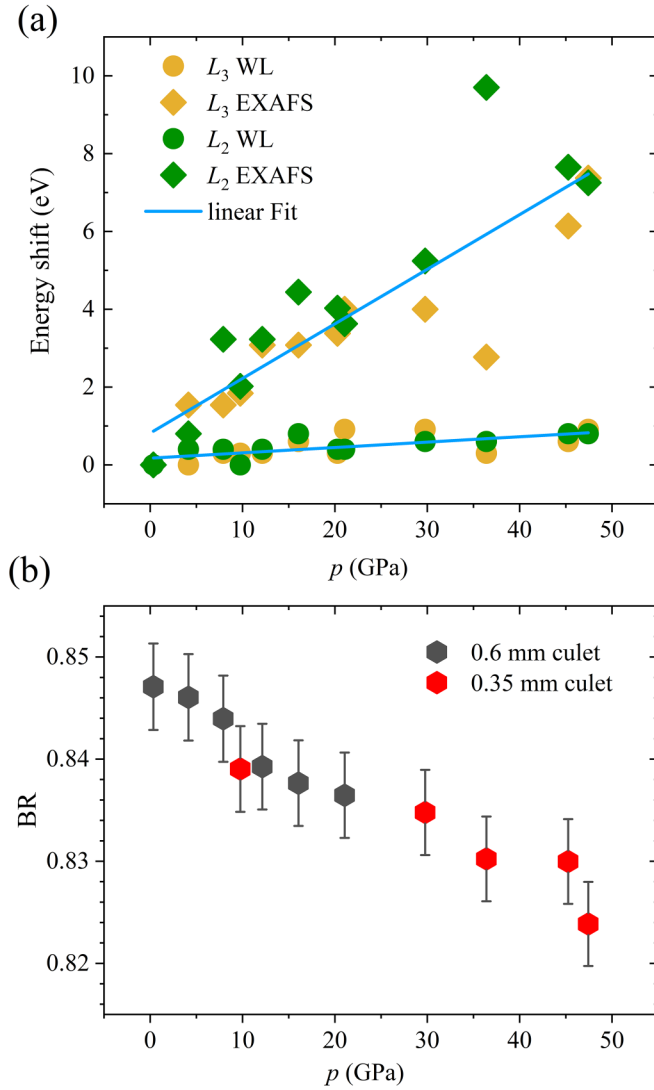 (a)
10
8
6
4
2
0
Energy shift (eV)
L3 WL
L3 EXAFS
L2 WL
L2 EXAFS
linear Fit
0 10 20 30 40 50
p (GPa)
(b)
0.85
0.84
0.83
0.82
BR
0.6 mm culet
0.35 mm culet
0 10 20 30 40 50
p (GPa)